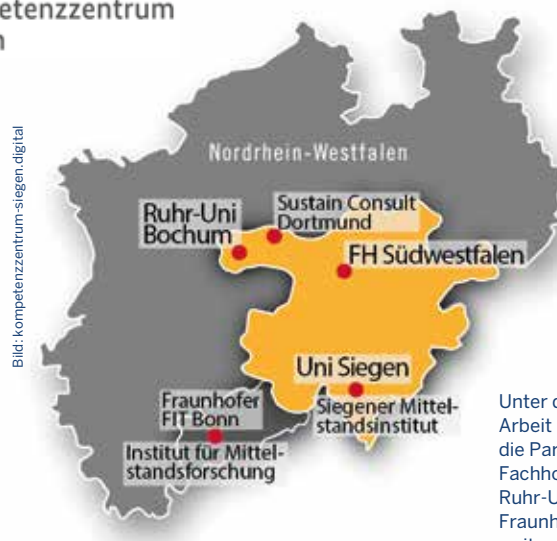 petenzzentrum
Bild: kompetenzzentrum-siegen.digital
Nordrhein-Westfalen
Ruhr-Uni
Bochum
Sustain Consult
Dortmund
FH Südwestfalen
Uni Siegen
Siegener Mittel-
standsinstitut
Fraunhofer
FIT Bonn
Institut für Mittel-
standsforschung
Unter
Arbeit
die Par
Fachho
Ruhr-U
Fraunh